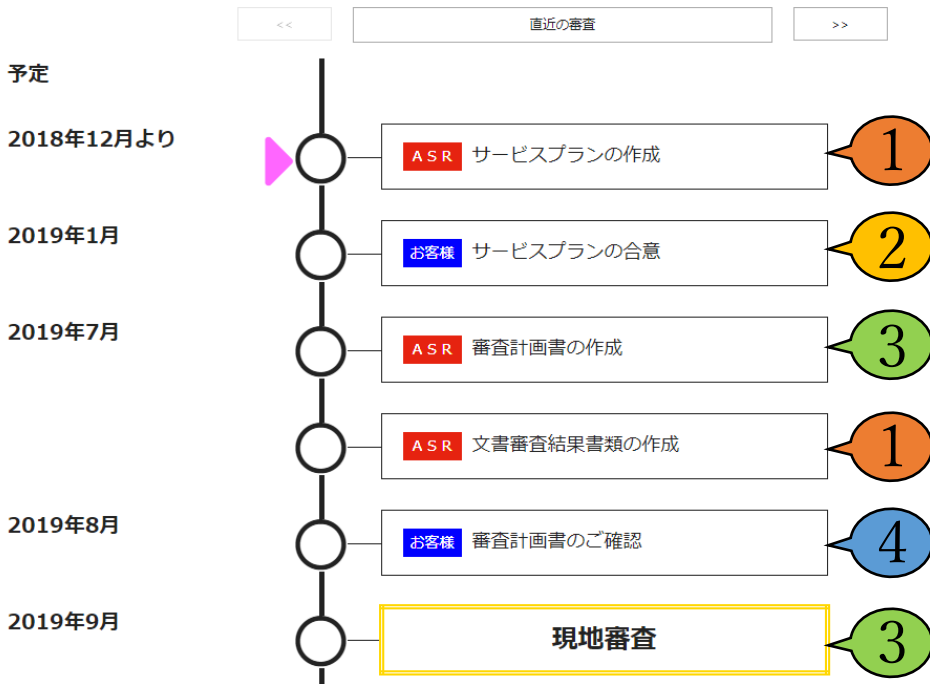 <<
直近の審査
>>
予定
2018年12月より
ASR サービスプランの作成
1
2019年1月
お客様 サービスプランの合意
2
2019年7月
ASR 審査計画書の作成
3
ASR 文書審査結果書類の作成
1
2019年8月
お客様 審査計画書のご確認
4
2019年9月
現地審査
3